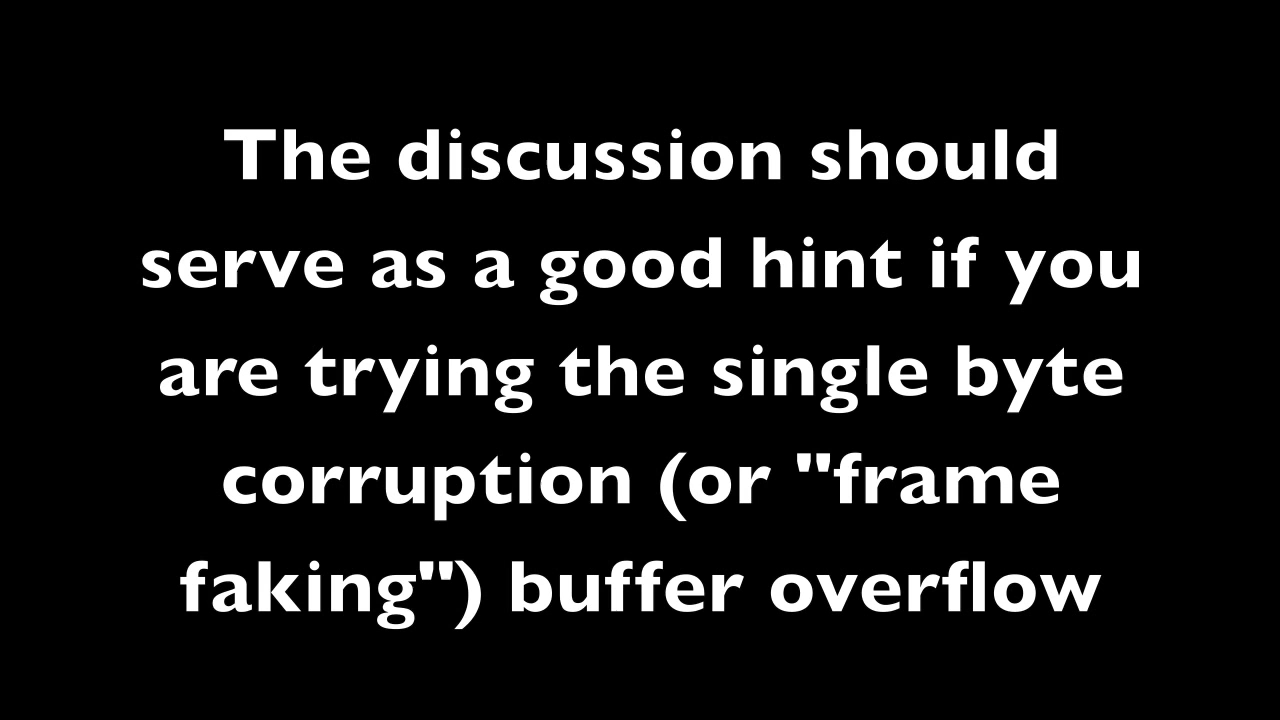 The discussion should
serve as a good hint if you
are trying the single byte
corruption (or "frame
faking") buffer overflow